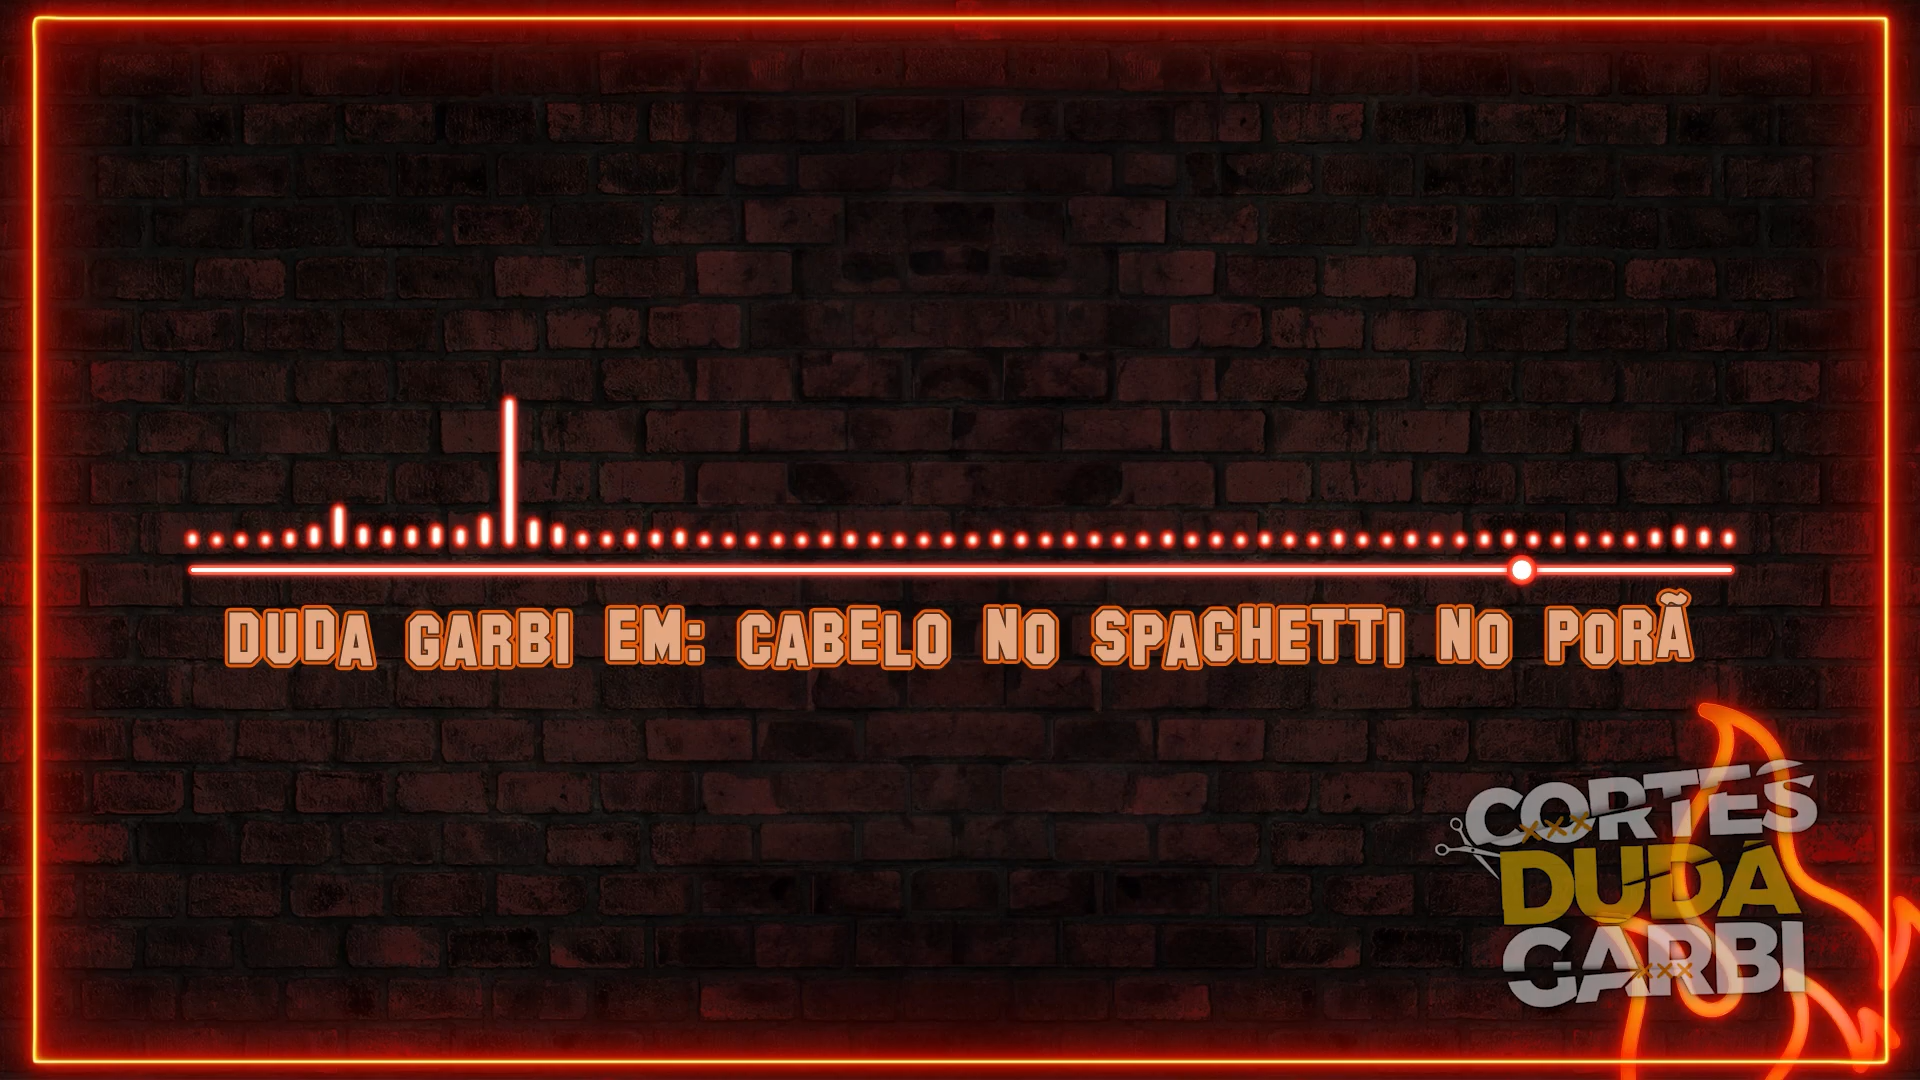 DUDA GARBI EM: CABELO NO SPAGHETTI NO PORÃ
CORTES
DUDA
GARBI